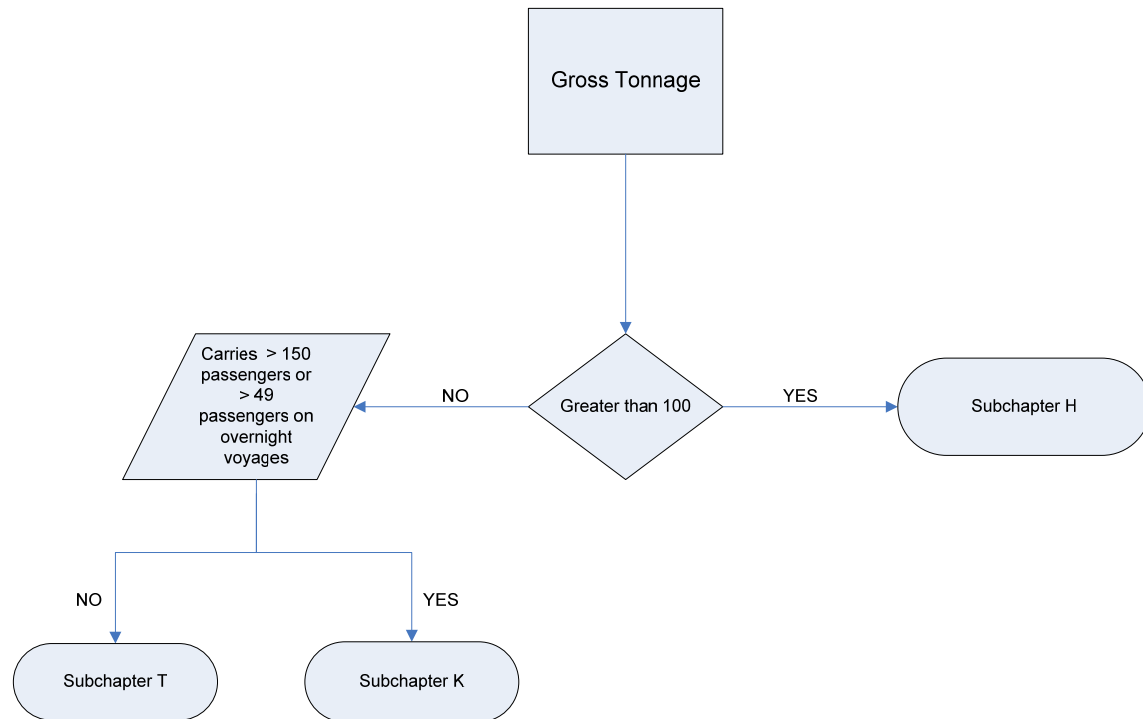 Gross Tonnage
Carries > 150
passengers or
> 49
passengers on
overnight
voyages
NO
Greater than 100
YES
Subchapter H
NO
YES
Subchapter T
Subchapter K